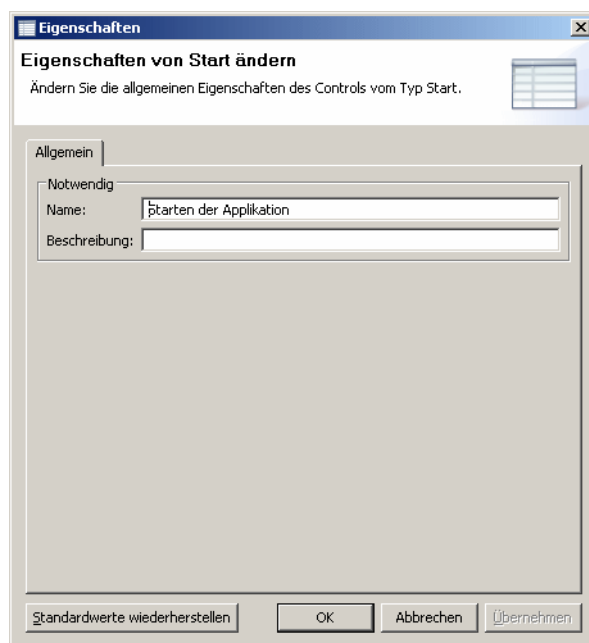 Eigenschaften
Eigenschaften von Start ändern
Ändern Sie die allgemeinen Eigenschaften des Controls vom Typ Start.
Allgemein
Notwendig
Name: Starten der Applikation
Beschreibung:
Standardwerte wiederherstellen OK Abbrechen Übernehmen